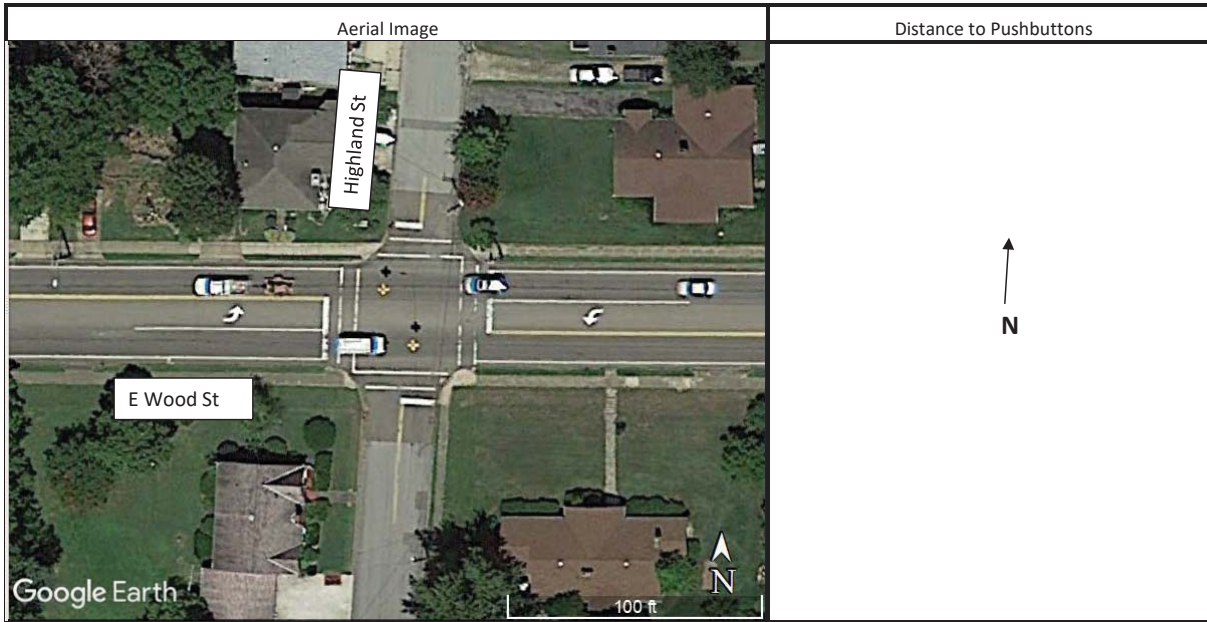 Aerial Image
Distance to Pushbuttons
Highland St
N
E Wood St
N
Google Earth
100 ft